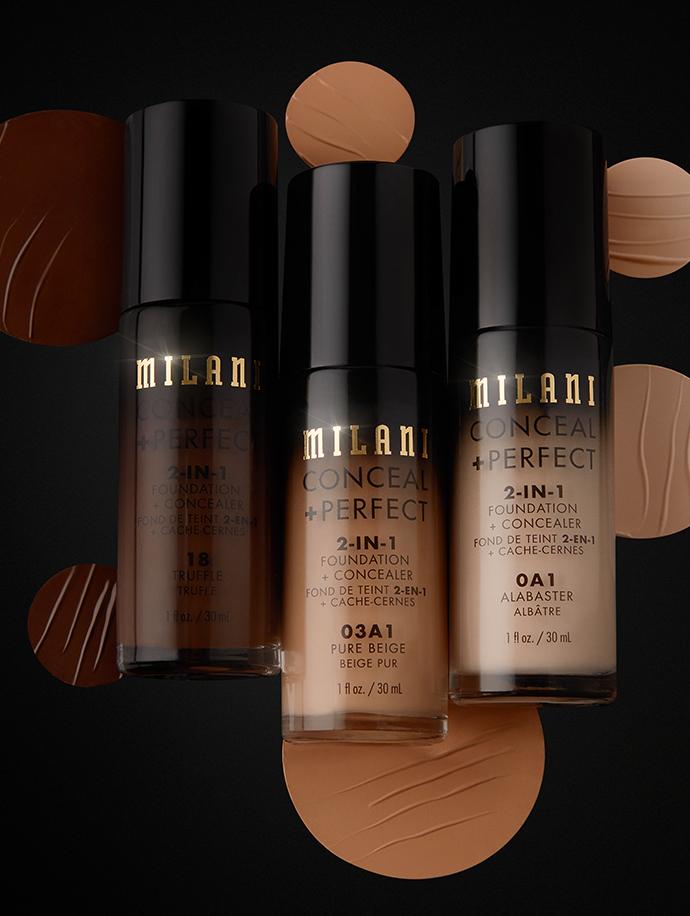 MILANI
CONCEAL
+PERFECT
2-IN-1
FOUNDATION
+ CONCEALER
FOND DE TEINT 2-EN-1
+ CACHE-CERNES
18
TRUFFLE
TRUFFE
1 fl oz. / 30 mL
MILANI
CONCEAL
+PERFECT
2-IN-1
FOUNDATION
+ CONCEALER
FOND DE TEINT 2-EN-1
+ CACHE-CERNES
03A1
PURE BEIGE
BEIGE PUR
1 fl oz. / 30 mL
MILANI
CONCEAL
+PERFECT
2-IN-1
FOUNDATION
+ CONCEALER
FOND DE TEINT 2-EN-1
+ CACHE-CERNES
0A1
ALABASTER
ALBÂTRE
1 fl oz. / 30 mL